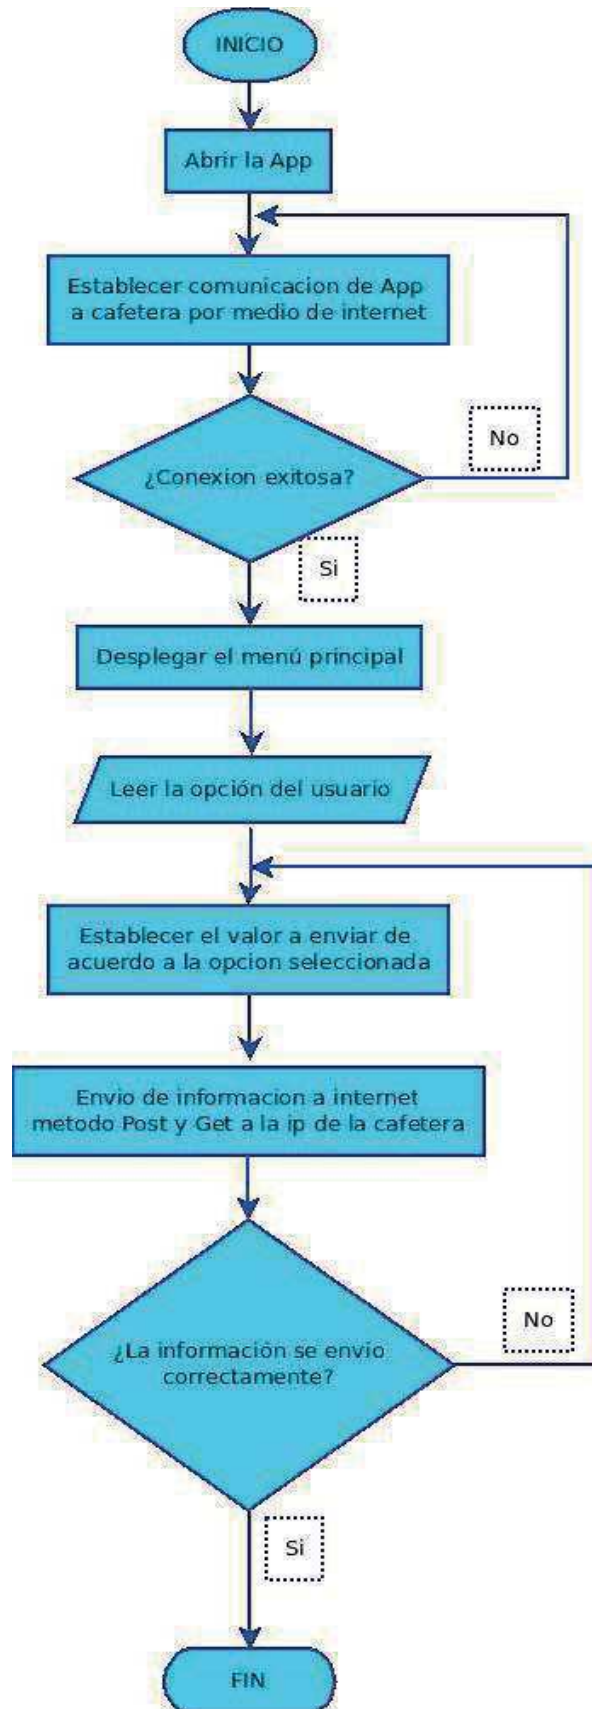 INICIO
Abrir la App
Establecer comunicacion de App
a cafetera por medio de internet
No
¿Conexion exitosa?
Si
Desplegar el menú principal
Leer la opción del usuario
Establecer el valor a enviar de
acuerdo a la opcion seleccionada
Envio de informacion a internet
metodo Post y Get a la ip de la cafetera
No
¿La información se envio
correctamente?
Si
FIN